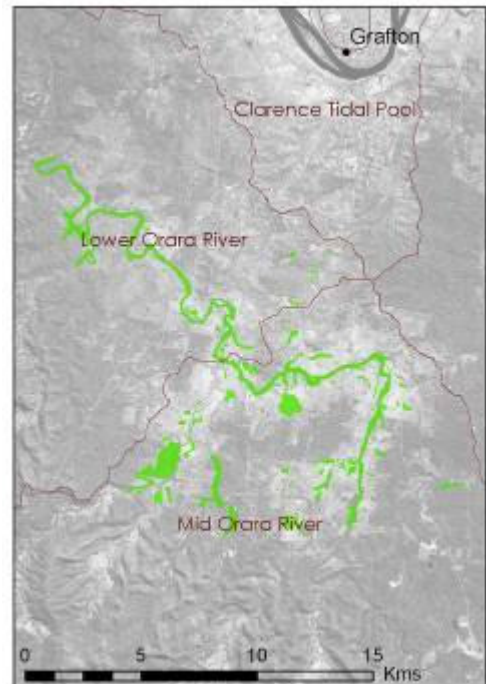 Grafton
Clarence Tidal Pool
Lower Orara River
Mid Orara River
0 5 10 15
Kms